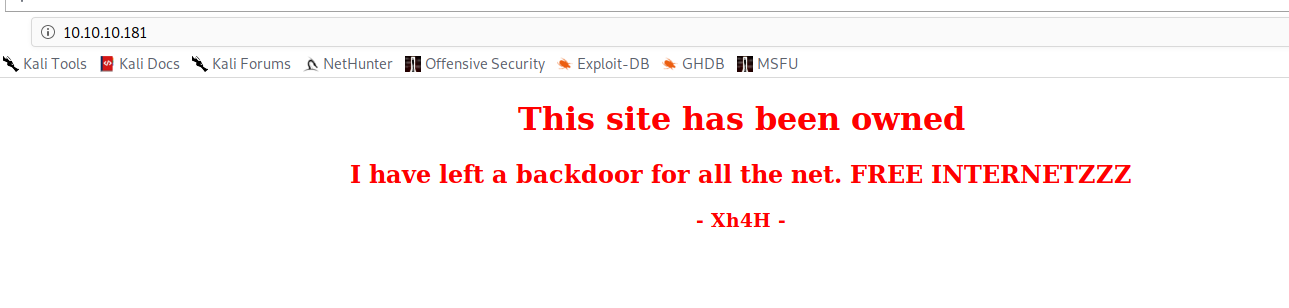 10.10.10.181
Kali Tools Kali Docs Kali Forums NetHunter Offensive Security Exploit-DB GHDB MSFU
This site has been owned
I have left a backdoor for all the net. FREE INTERNETZZZ
- Xh4H -